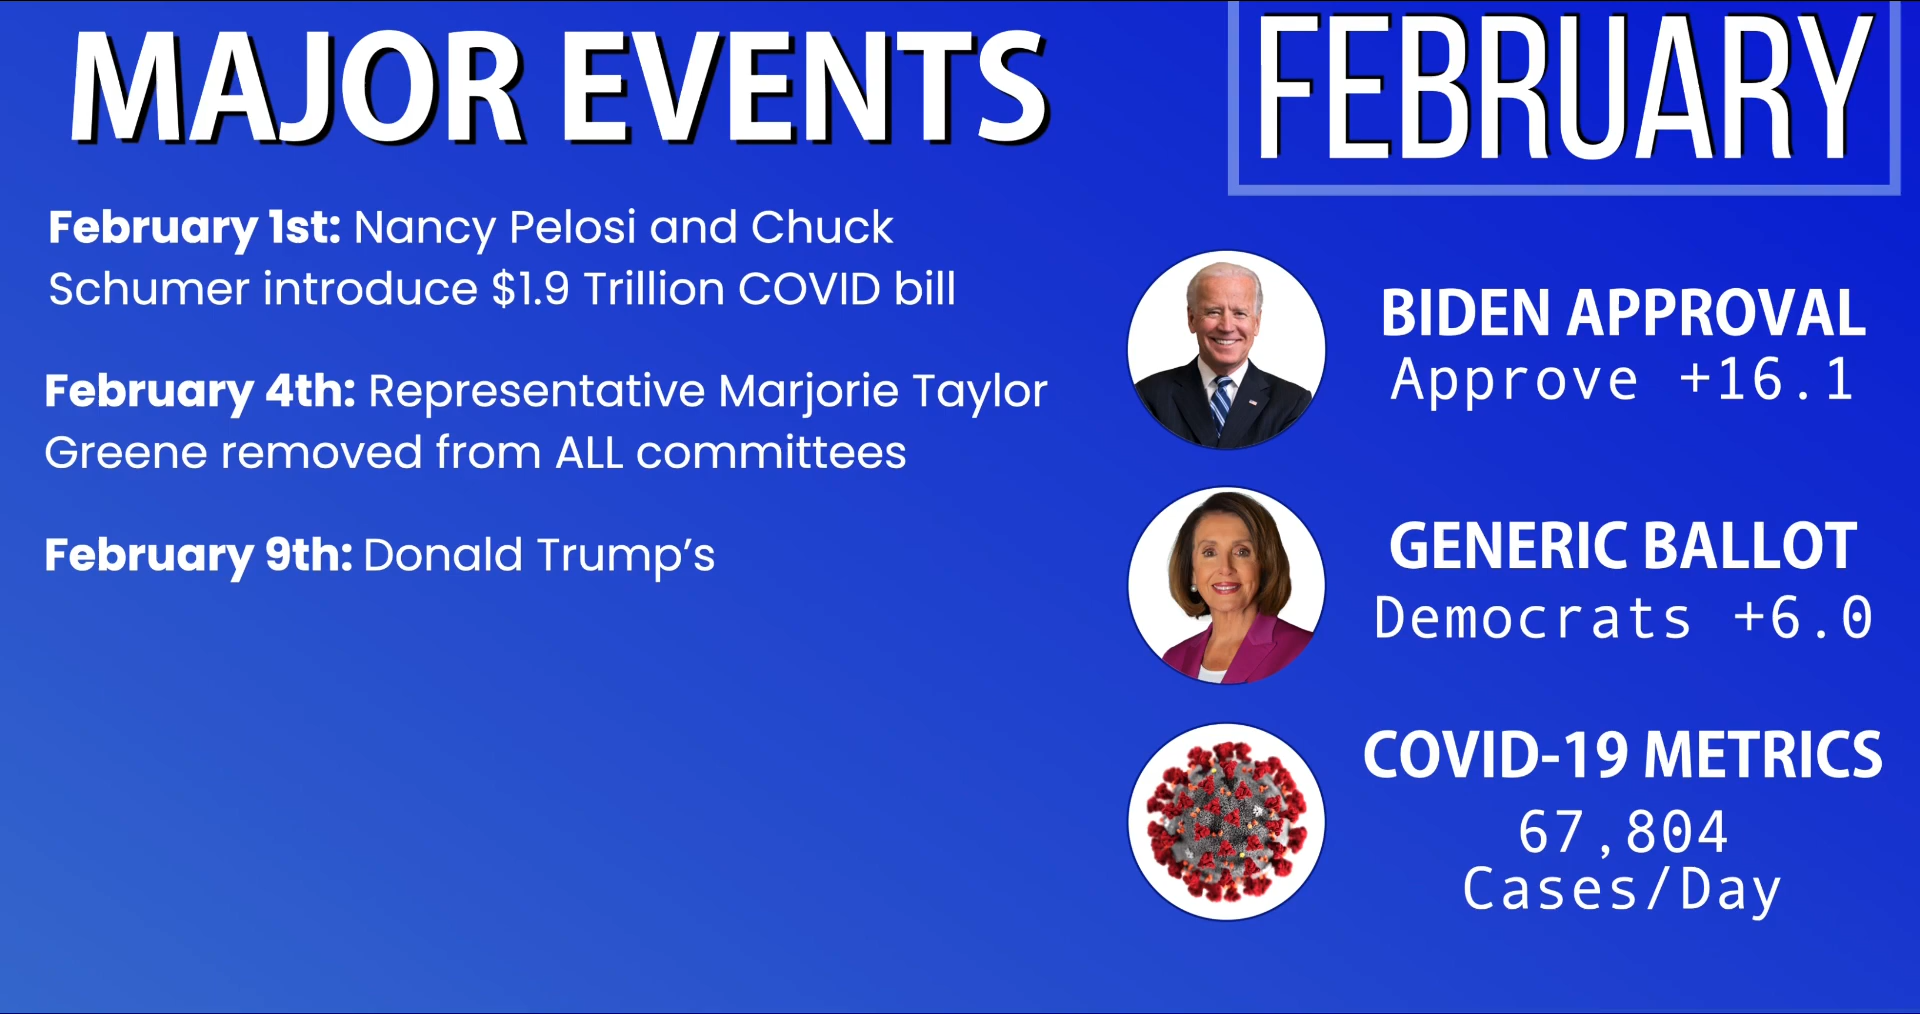 MAJOR EVENTS
FEBRUARY
February 1st: Nancy Pelosi and Chuck
Schumer introduce $1.9 Trillion COVID bill
February 4th: Representative Marjorie Taylor
Greene removed from ALL committees
February 9th: Donald Trump’s
BIDEN APPROVAL
Approve +16.1
GENERIC BALLOT
Democrats +6.0
COVID-19 METRICS
67,804
Cases/Day